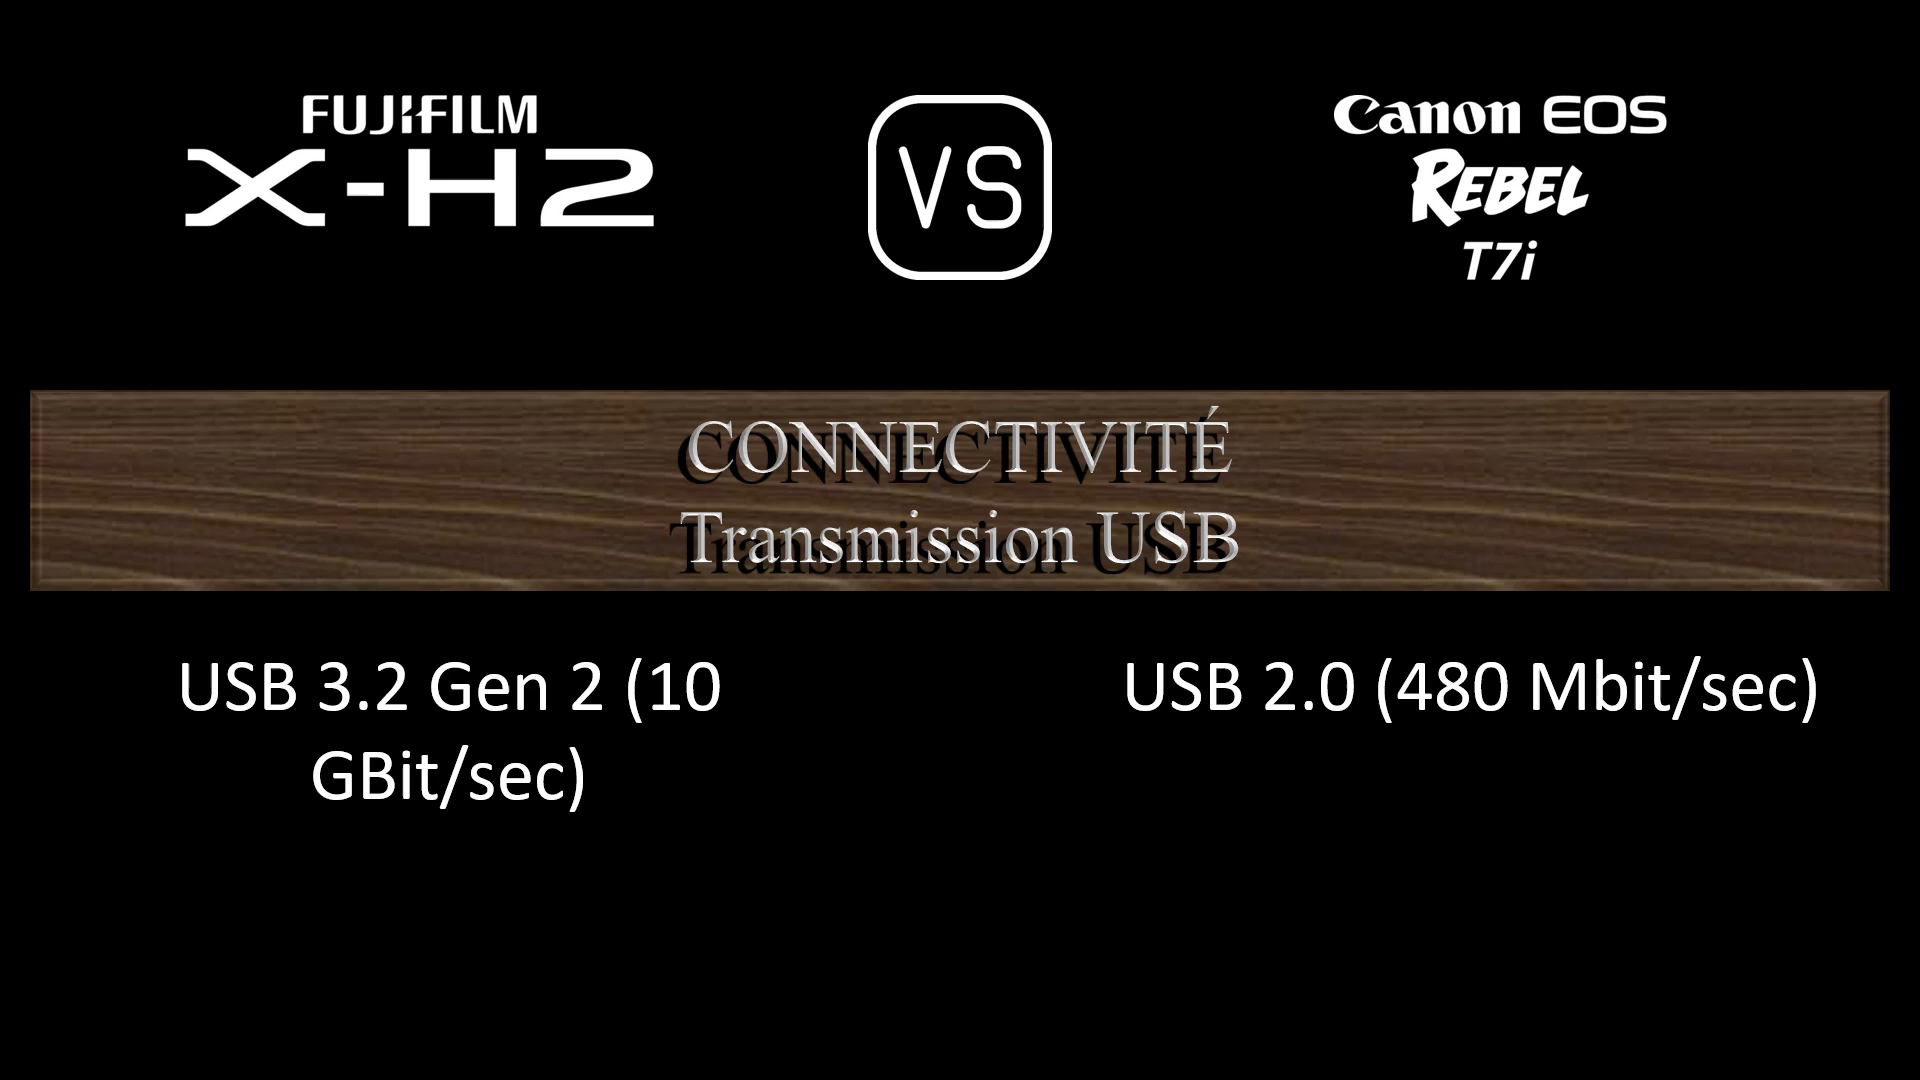 FUJIFILM
X-H2
VS
Canon EOS
REBEL
T7i
CONNECTIVITÉ
Transmission USB
USB 3.2 Gen 2 (10
GBit/sec)
USB 2.0 (480 Mbit/sec)